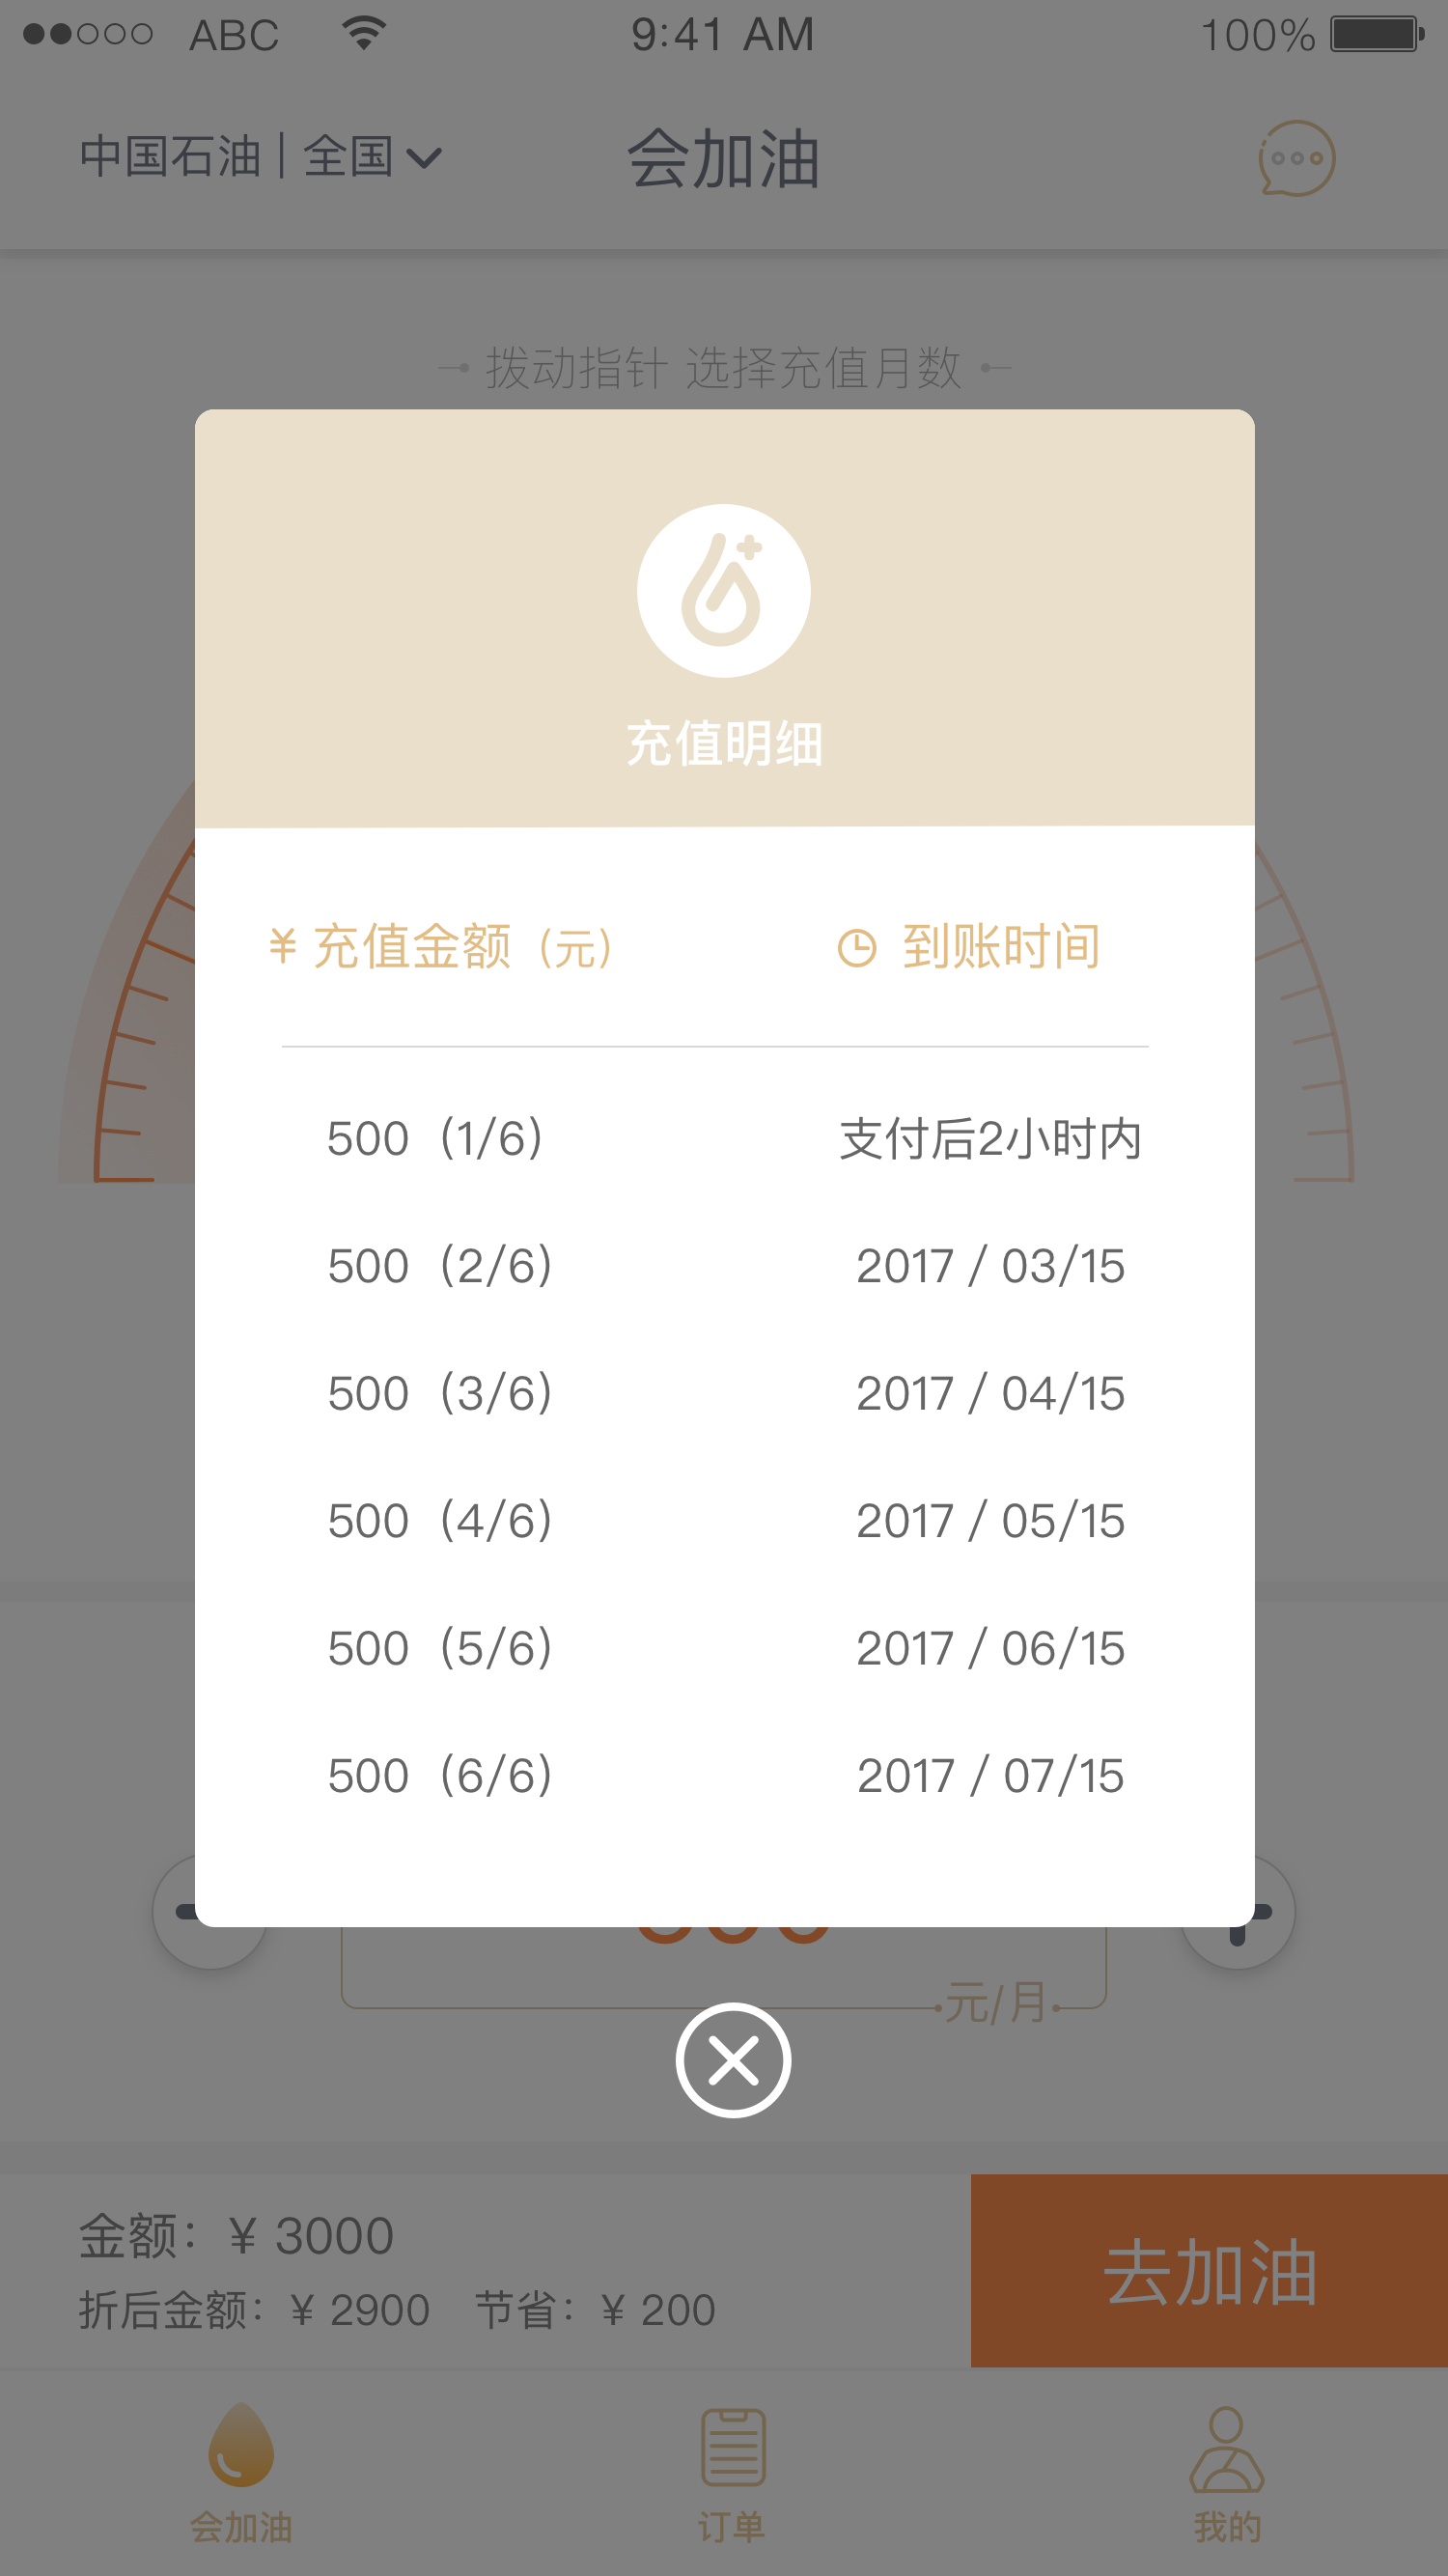 ABC 9:41 AM 100%
中国石油 | 全国 会加油
拨动指针 选择充值月数
充值明细
¥ 充值金额（元） 到账时间
500（1/6） 支付后2小时内
500（2/6） 2017 / 03/15
500（3/6） 2017 / 04/15
500（4/6） 2017 / 05/15
500（5/6） 2017 / 06/15
500（6/6） 2017 / 07/15
元/月
金额：¥ 3000
去加油
折后金额：¥ 2900 节省：¥ 200
会加油 订单 我的